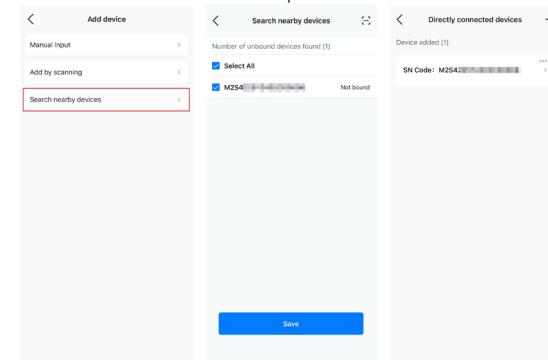 Add device
Manual input
Add by scanning
Search nearby devices
Search nearby devices
Number of unbound devices found (1)
Select All
M2S4 Not bound
Save
Directly connected devices
Device added (1)
SN Code: M2S42